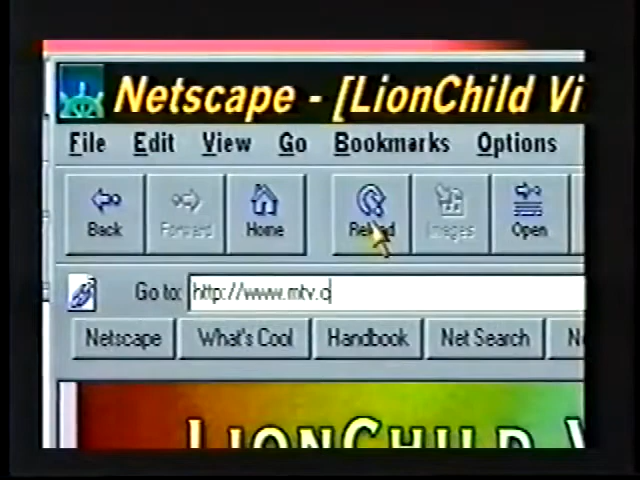 Netscape - [LionChild Vi
File Edit View Go Bookmarks Options
Back Forward Home Reload Images Open
Go to: http://www.mtv.c
Netscape What's Cool Handbook Net Search N
LIONCHILD V